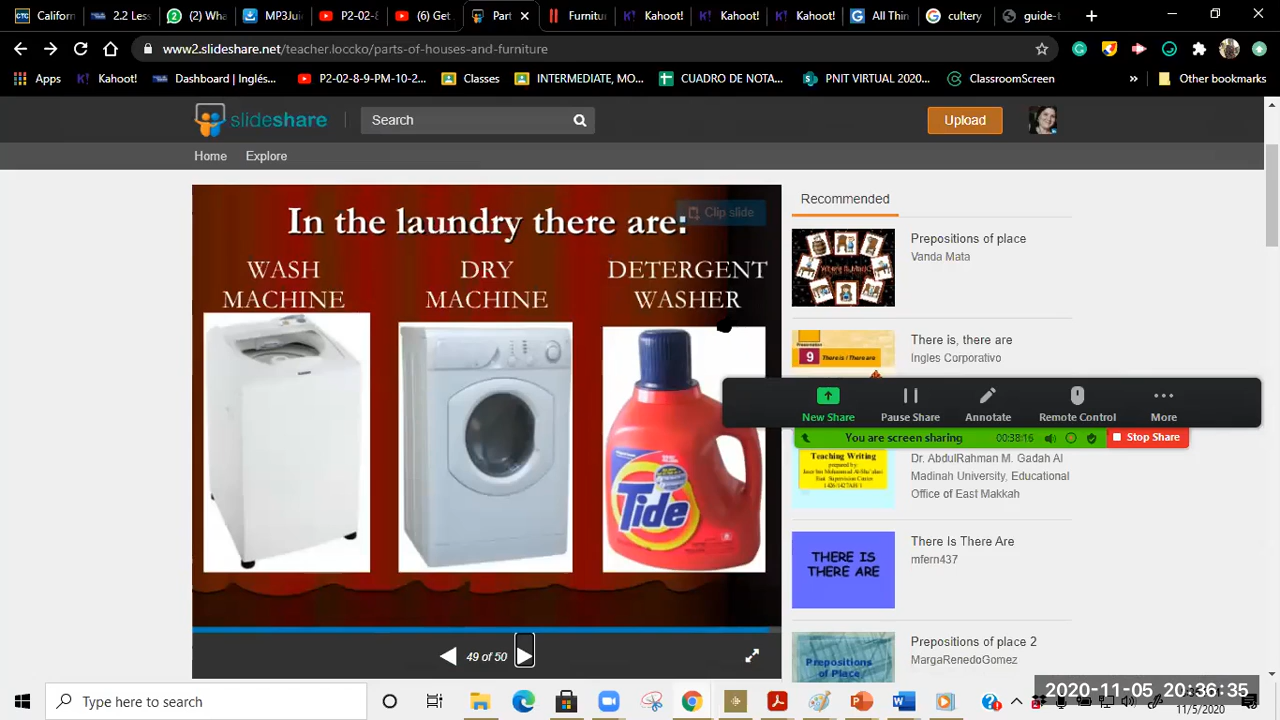 Californ
2.2 Less
(2) Wha
MP3Juic
P2-02-8
(6) Get
Part
Furnitu
Kahoot!
Kahoot!
Kahoot!
All Thin
cultery
guide-t
www2.slideshare.net/teacher.loccko/parts-of-houses-and-furniture
Apps
Kahoot!
Dashboard | Inglés...
P2-02-8-9-PM-10-2...
Classes
INTERMEDIATE, MO...
CUADRO DE NOTA...
PNIT VIRTUAL 2020...
ClassroomScreen
Other bookmarks
slideshare
Search
Upload
Home
Explore
In the laundry there are:
Clip slide
WASH
MACHINE
DRY
MACHINE
DETERGENT
WASHER
Tide
49 of 50
Recommended
Prepositions of place
Vanda Mata
9 There is / There are
There is, there are
Ingles Corporativo
New Share
Pause Share
Annotate
Remote Control
More
You are screen sharing
00:38:16
Stop Share
Teaching Writing
prepared by:
Dr. AbdulRahman M. Gadah Al
Madinah University, Educational
Office of East Makkah
THERE IS
THERE ARE
There Is There Are
mfern437
Prepositions
of Place
Prepositions of place 2
MargaRenedoGomez
Type here to search
2020-11-05 20:36:35
11/5/2020